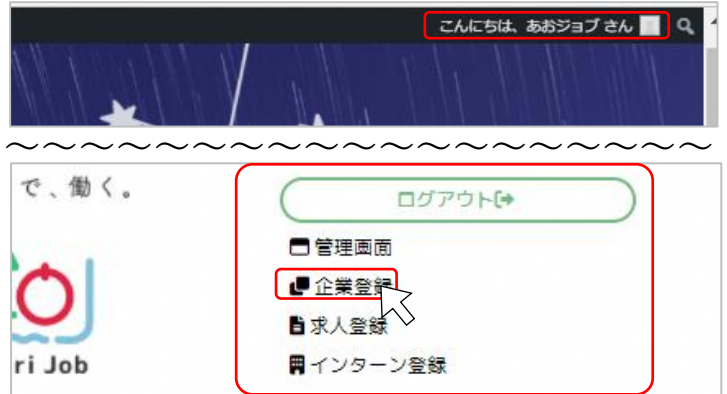 こんにちは、あおジョブ さん
で、働く。
ログアウト
管理画面
企業登録
求人登録
インターン登録
ri Job